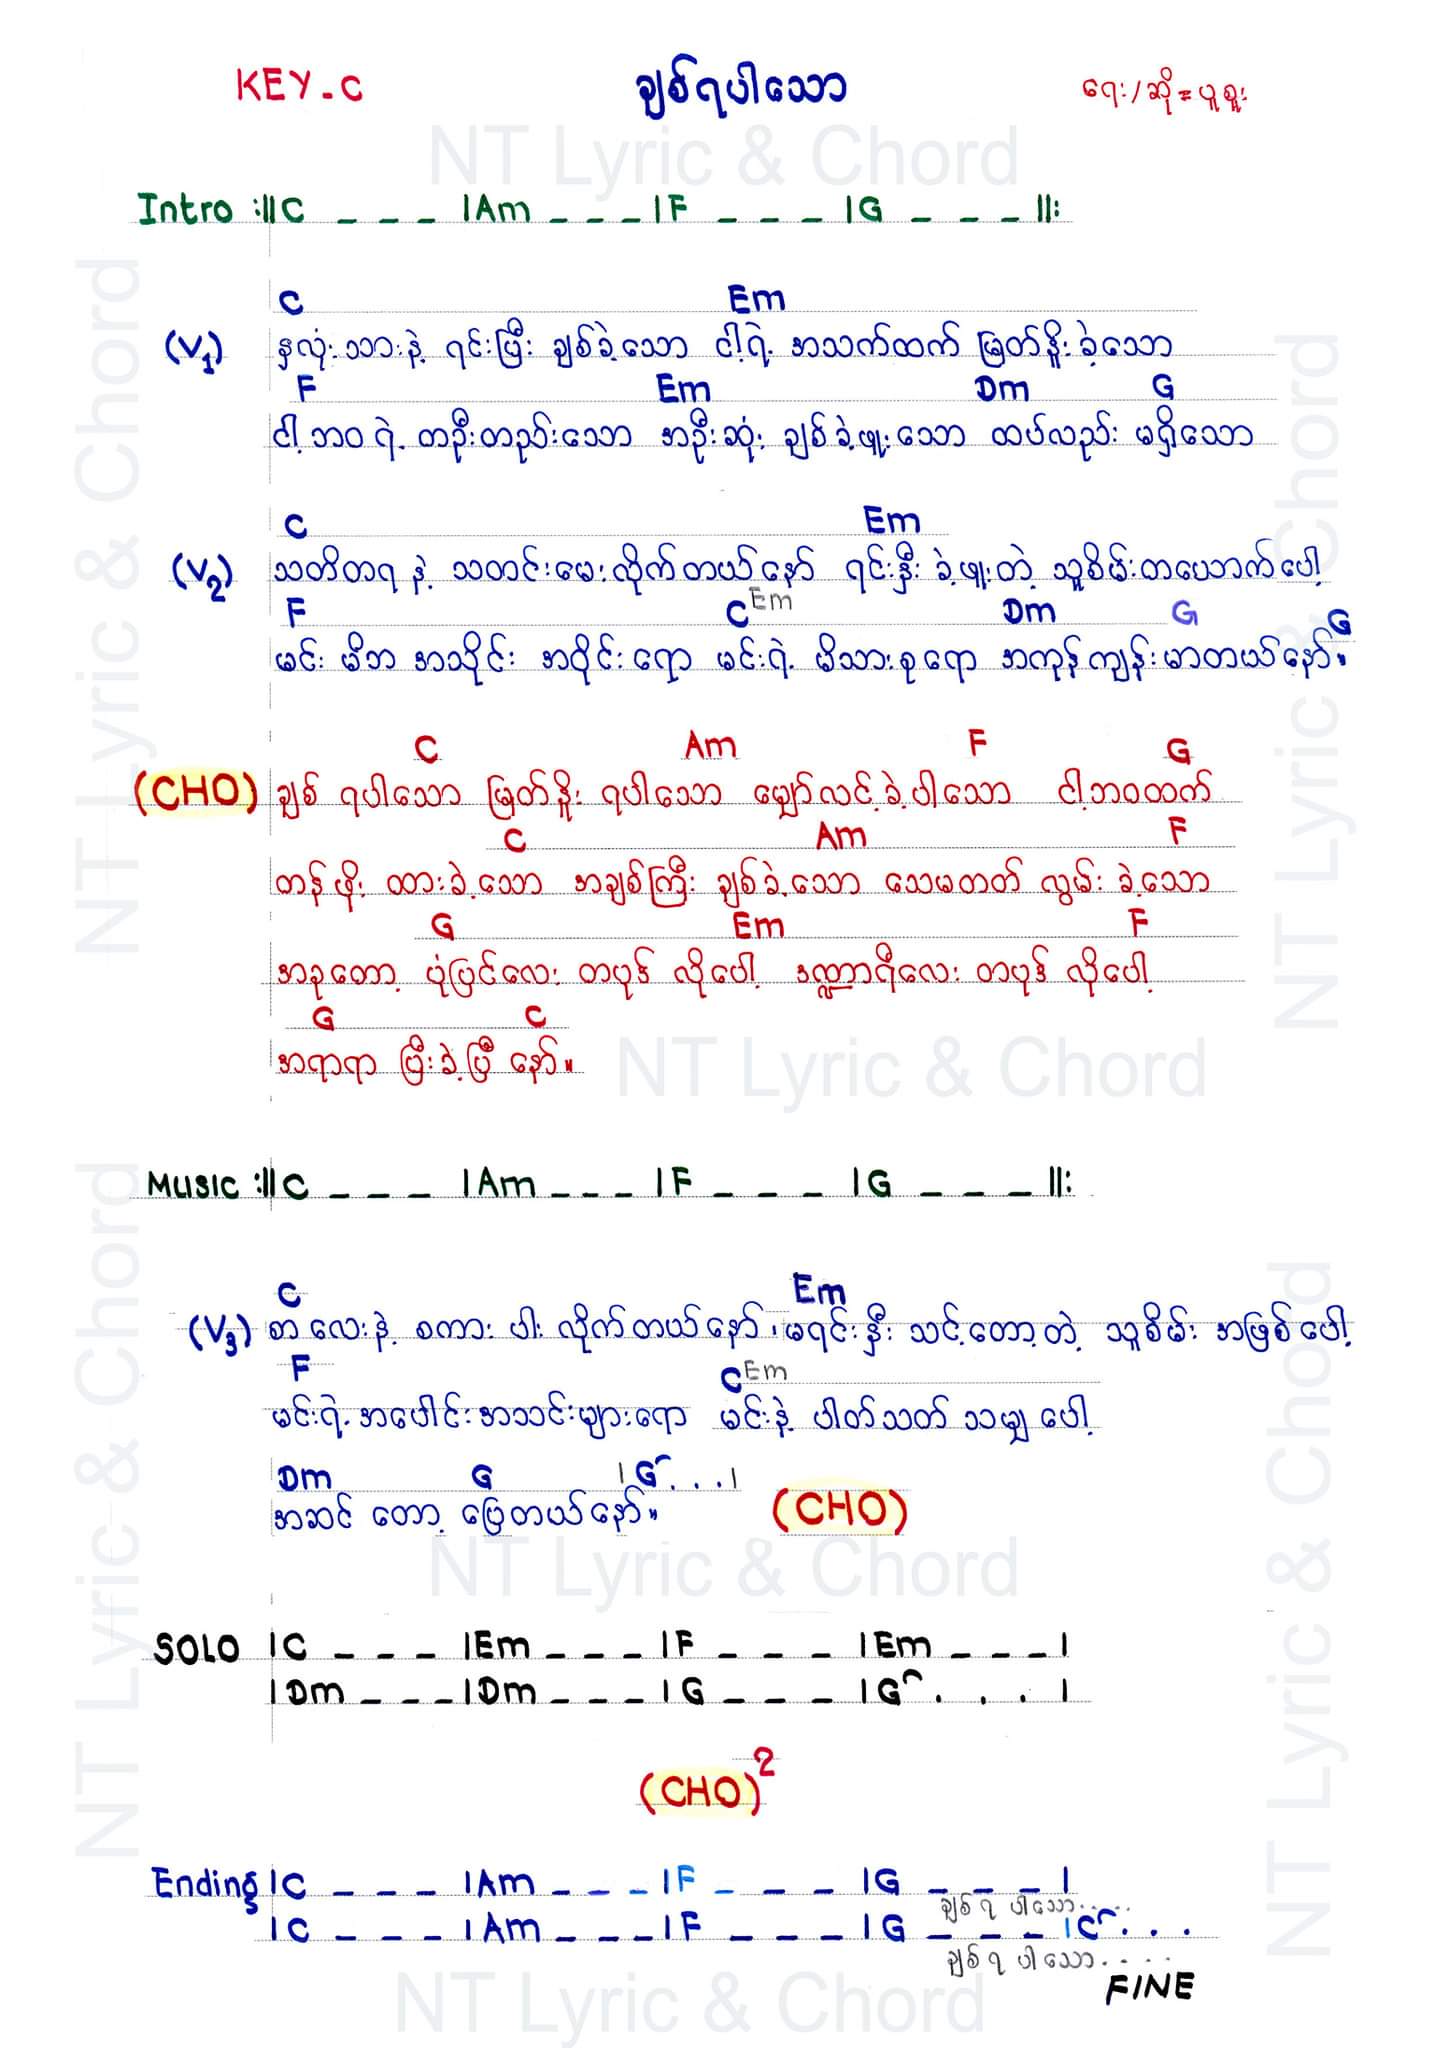 KEY-C ချစ်ရပါသော ရေး/ဆို = ပူစူး
NT Lyric & Chord
Intro :||C _ _ _ |Am _ _ _ |F _ _ _ |G _ _ _ ||:
C Em
(V1) နှလုံးသားနဲ့ ရင်းပြီး ချစ်ခဲ့သော ငါ့ရဲ့ အသက်ထက် မြတ်နိုးခဲ့သော
F Em Dm G
ငါ့ဘဝရဲ့ တဦးတည်းသော အဦးဆုံး ချစ်ခဲ့ဖူးသော ထပ်လည်း မရှိသော
C Em
(V2) သတိတရ နဲ့ သတင်းမေးလိုက်တယ်နော် ရင်းနှီး ခဲ့ဖူးတဲ့ သူစိမ်းတယောက်ပေါ့
F C Em Dm G G
မင်း မိဘ အသိုင်း အဝိုင်းရော မင်းရဲ့ မိသားစုရော အကုန်ကျန်းမာတယ်နော်။
C Am F G
(CHO) ချစ် ရပါသော မြတ်နိုး ရပါသော မျှော်လင့်ခဲ့ပါသော ငါ့ဘဝထက်
C Am F
တန်ဖိုး ထားခဲ့သော အချစ်ကြီး ချစ်ခဲ့သော သေမတတ် လွမ်းခဲ့သော
G Em F
အခုတော့ ပုံပြင်လေး တပုဒ် လိုပေါ့ ဒဏ္ဍာရီလေး တပုဒ် လိုပေါ့
G C
အရာရာ ပြီးခဲ့ပြီ နော်။
NT Lyric & Chord
MUSIC :||C _ _ _ |Am _ _ _ |F _ _ _ |G _ _ _ ||:
C Em
(V3) စာလေးနဲ့ စကား ပါး လိုက်တယ်နော်၊ မရင်းနှီး သင့်တော့တဲ့ သူစိမ်း အဖြစ်ပေါ့
F C Em
မင်းရဲ့ အပေါင်းအသင်းများရော မင်းနဲ့ ပါတ်သတ် သမျှ ပေါ့
Dm G |G . . . |
အဆင် တော့ ပြေတယ်နော်။ (CHO)
NT Lyric & Chord
SOLO |C _ _ _ |Em _ _ _ |F _ _ _ |Em _ _ _ |
|Dm _ _ _ |Dm _ _ _ |G _ _ _ |G . . . |
(CHO)2
Ending |C _ _ _ |Am _ _ _ |F _ _ _ |G _ _ _ |
ချစ်ရ ပါသော.....
|C _ _ _ |Am _ _ _ |F _ _ _ |G _ _ _ |C . . .
ချစ်ရ ပါသော.....
FINE
NT Lyric & Chord
NT Lyric & Chord
NT Lyric & Chord
NT Lyric & Chord
NT Lyric & Chord